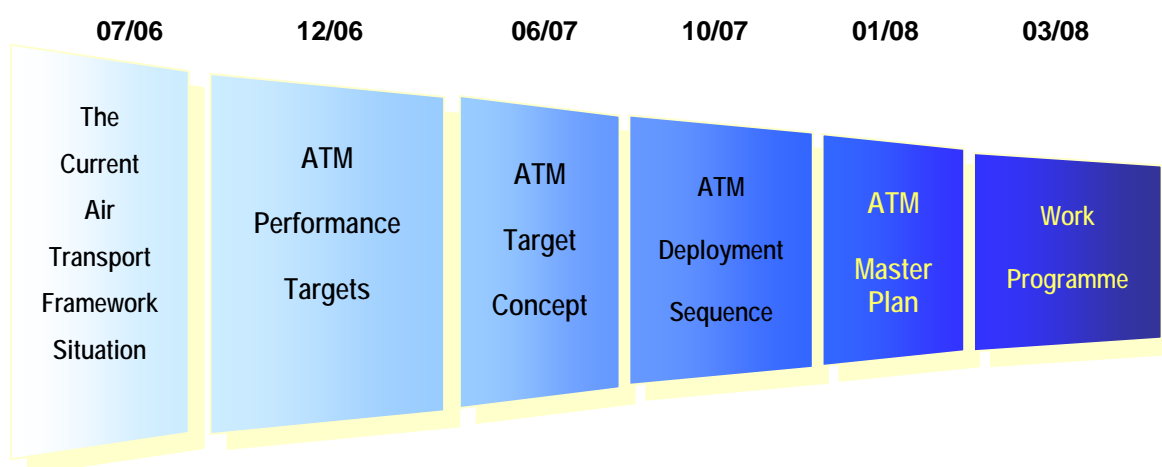 07/06 12/06 06/07 10/07 01/08 03/08
The
Current
Air
Transport
Framework
Situation
ATM
Performance
Targets
ATM
Target
Concept
ATM
Deployment
Sequence
ATM
Master
Plan
Work
Programme